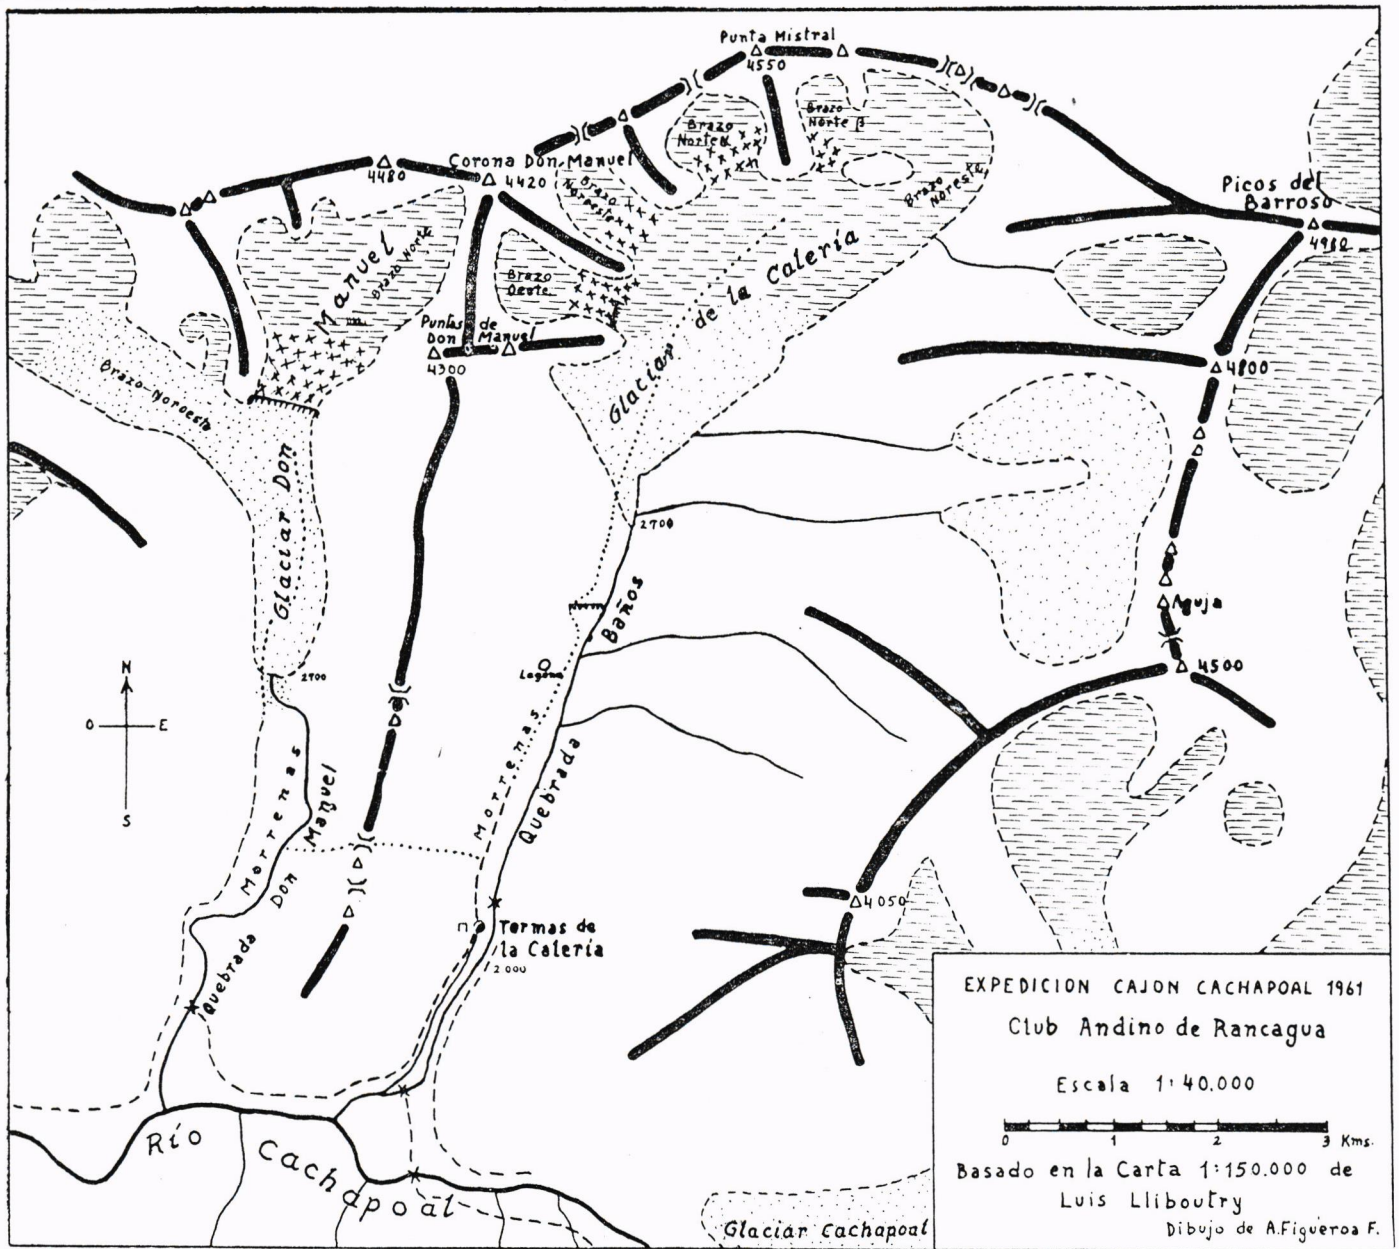 Punta Mistral
4550
Brazo
Norte α
Brazo
Norte β
Corona Don Manuel
4420
4480
Brazo
Noroeste
Brazo
Noreste
Picos del
Barroso
4980
Manuel
Brazo Norte
Brazo
Oeste
Glaciar de la Calería
Puntas de
Don Manuel
4300
4800
Brazo Noroeste
Glaciar Don
2700
2700
Baños
Aguja
4500
Laguna
N
O E
S
Morrenas
Manuel
Morrenas
Quebrada
Don
4050
Termas de
la Calería
2000
Quebrada
Río Cachapoal
Glaciar Cachapoal
EXPEDICION CAJON CACHAPOAL 1961
Club Andino de Rancagua
Escala 1:40.000
0 1 2 3 Kms.
Basado en la Carta 1:150.000 de
Luis Lliboutry
Dibujo de A.Figueroa F.